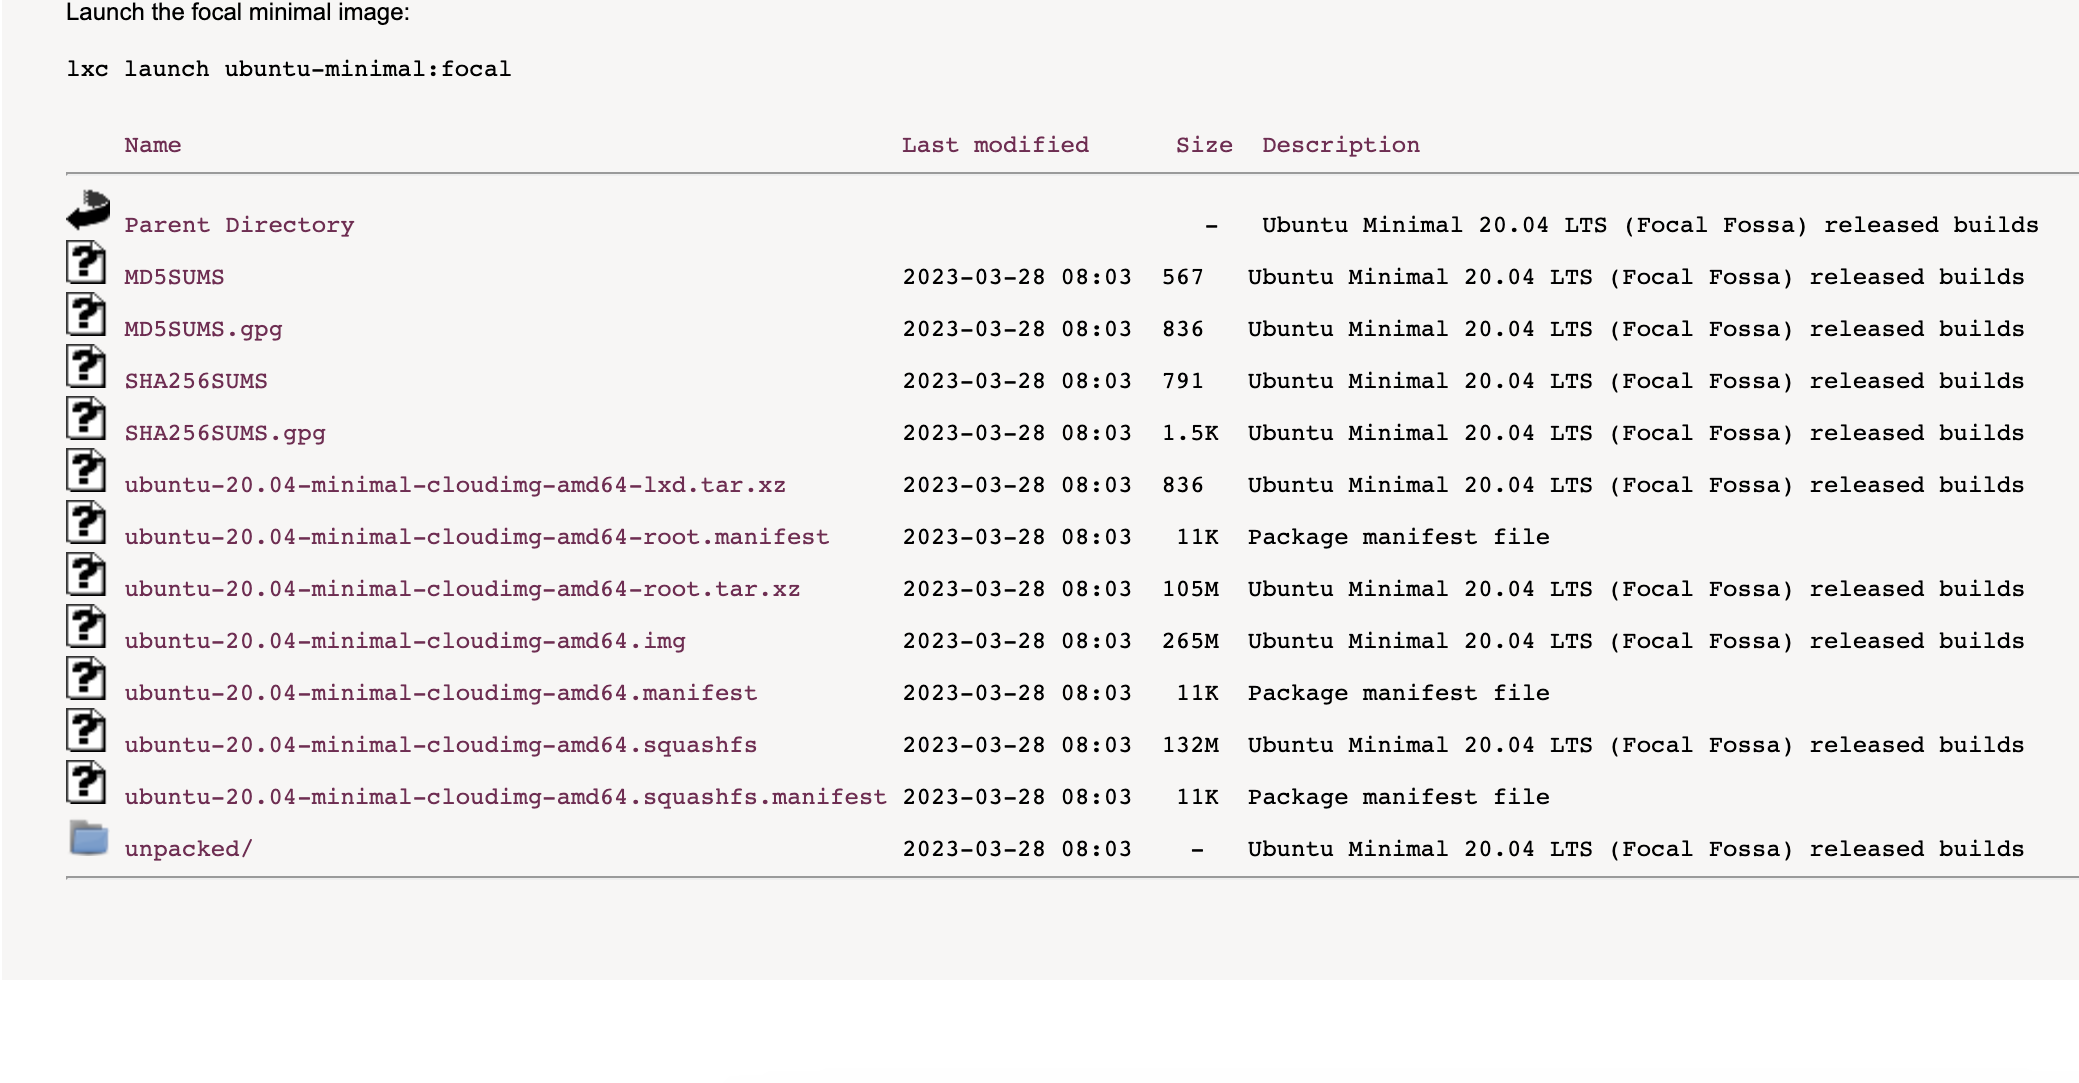 Launch the focal minimal image:
lxc launch ubuntu-minimal:focal
Name Last modified Size Description
Parent Directory - Ubuntu Minimal 20.04 LTS (Focal Fossa) released builds
MD5SUMS 2023-03-28 08:03 567 Ubuntu Minimal 20.04 LTS (Focal Fossa) released builds
MD5SUMS.gpg 2023-03-28 08:03 836 Ubuntu Minimal 20.04 LTS (Focal Fossa) released builds
SHA256SUMS 2023-03-28 08:03 791 Ubuntu Minimal 20.04 LTS (Focal Fossa) released builds
SHA256SUMS.gpg 2023-03-28 08:03 1.5K Ubuntu Minimal 20.04 LTS (Focal Fossa) released builds
ubuntu-20.04-minimal-cloudimg-amd64-lxd.tar.xz 2023-03-28 08:03 836 Ubuntu Minimal 20.04 LTS (Focal Fossa) released builds
ubuntu-20.04-minimal-cloudimg-amd64-root.manifest 2023-03-28 08:03 11K Package manifest file
ubuntu-20.04-minimal-cloudimg-amd64-root.tar.xz 2023-03-28 08:03 105M Ubuntu Minimal 20.04 LTS (Focal Fossa) released builds
ubuntu-20.04-minimal-cloudimg-amd64.img 2023-03-28 08:03 265M Ubuntu Minimal 20.04 LTS (Focal Fossa) released builds
ubuntu-20.04-minimal-cloudimg-amd64.manifest 2023-03-28 08:03 11K Package manifest file
ubuntu-20.04-minimal-cloudimg-amd64.squashfs 2023-03-28 08:03 132M Ubuntu Minimal 20.04 LTS (Focal Fossa) released builds
ubuntu-20.04-minimal-cloudimg-amd64.squashfs.manifest 2023-03-28 08:03 11K Package manifest file
unpacked/ 2023-03-28 08:03 - Ubuntu Minimal 20.04 LTS (Focal Fossa) released builds